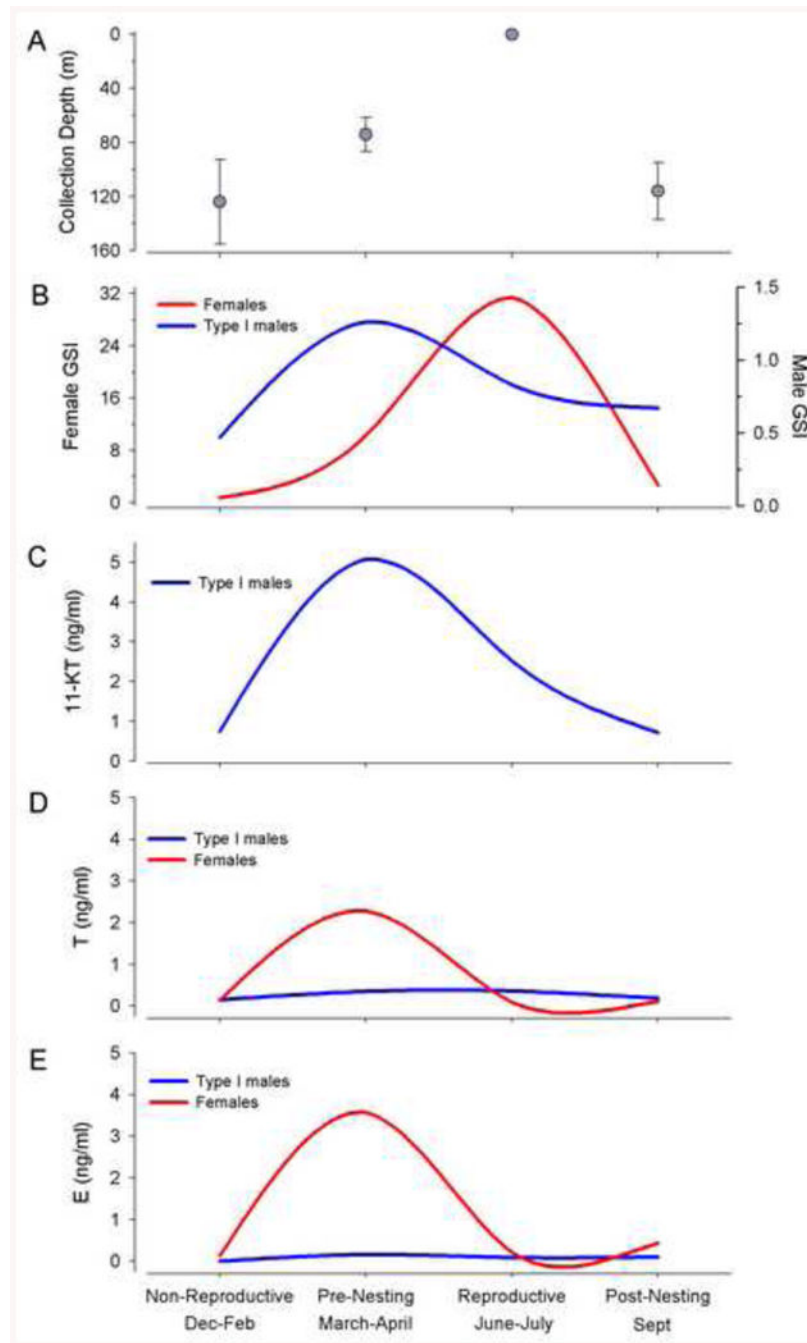 A
Collection Depth (m)
0
40
80
120
160
B
Females
Type I males
Female GSI
32
24
16
8
0
Male GSI
1.5
1.0
0.5
0.0
C
Type I males
11-KT (ng/ml)
5
4
3
2
1
0
D
Type I males
Females
T (ng/ml)
5
4
3
2
1
0
E
Type I males
Females
E (ng/ml)
5
4
3
2
1
0
Non-Reproductive Pre-Nesting Reproductive Post-Nesting
Dec-Feb March-April June-July Sept